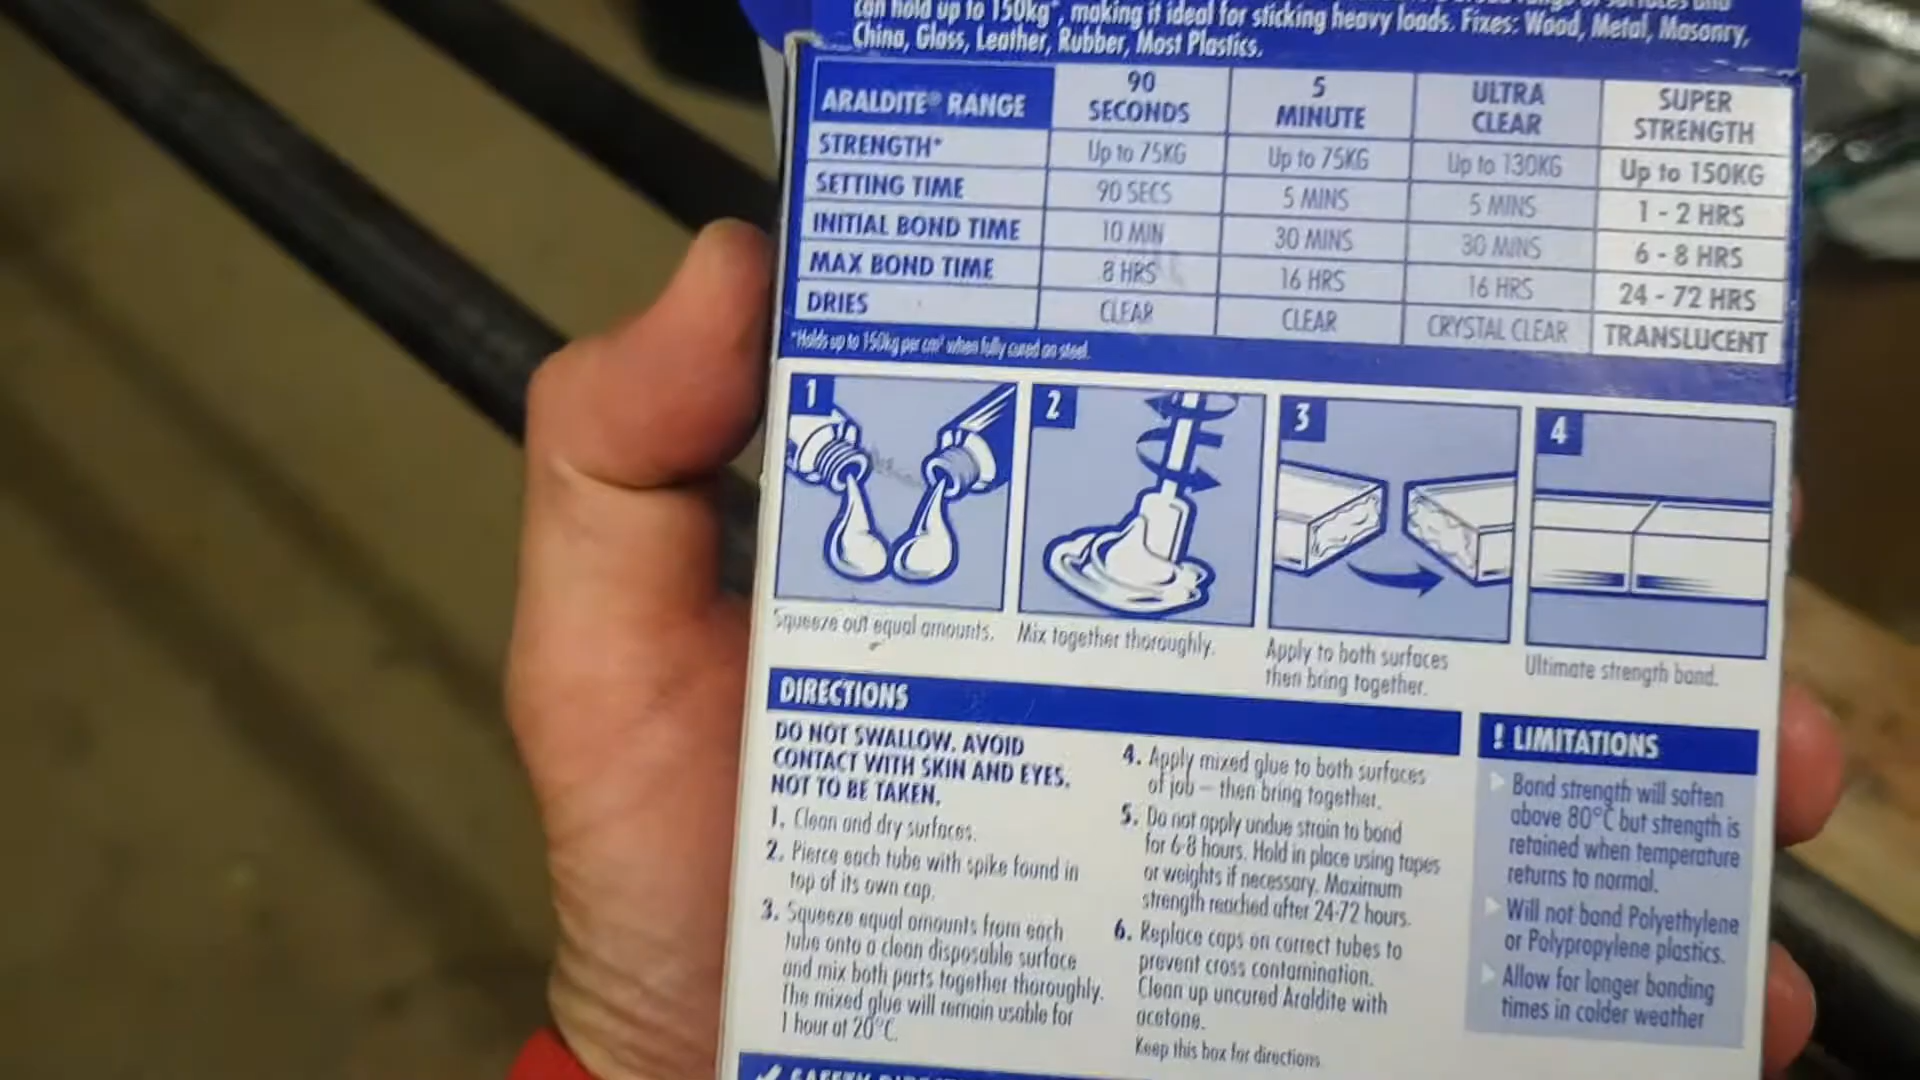 can hold up to 150kg*, making it ideal for sticking heavy loads. Fixes: Wood, Metal, Masonry,
China, Glass, Leather, Rubber, Most Plastics.
ARALDITE® RANGE 90 SECONDS 5 MINUTE ULTRA CLEAR SUPER STRENGTH
STRENGTH* Up to 75KG Up to 75KG Up to 130KG Up to 150KG
SETTING TIME 90 SECS 5 MINS 5 MINS 1 - 2 HRS
INITIAL BOND TIME 10 MIN 30 MINS 30 MINS 6 - 8 HRS
MAX BOND TIME 8 HRS 16 HRS 16 HRS 24 - 72 HRS
DRIES CLEAR CLEAR CRYSTAL CLEAR TRANSLUCENT
*Holds up to 150kg per cm² when fully cured on steel.
1
2
3
4
Squeeze out equal amounts.
Mix together thoroughly.
Apply to both surfaces
then bring together.
Ultimate strength bond.
DIRECTIONS
DO NOT SWALLOW. AVOID
CONTACT WITH SKIN AND EYES.
NOT TO BE TAKEN.
1. Clean and dry surfaces.
2. Pierce each tube with spike found in
top of its own cap.
3. Squeeze equal amounts from each
tube onto a clean disposable surface
and mix both parts together thoroughly.
The mixed glue will remain usable for
1 hour at 20°C.
4. Apply mixed glue to both surfaces
of job – then bring together.
5. Do not apply undue strain to bond
for 6-8 hours. Hold in place using tapes
or weights if necessary. Maximum
strength reached after 24-72 hours.
6. Replace caps on correct tubes to
prevent cross contamination.
Clean up uncured Araldite with
acetone.
Keep this box for directions
! LIMITATIONS
Bond strength will soften
above 80°C but strength is
retained when temperature
returns to normal.
Will not bond Polyethylene
or Polypropylene plastics.
Allow for longer bonding
times in colder weather